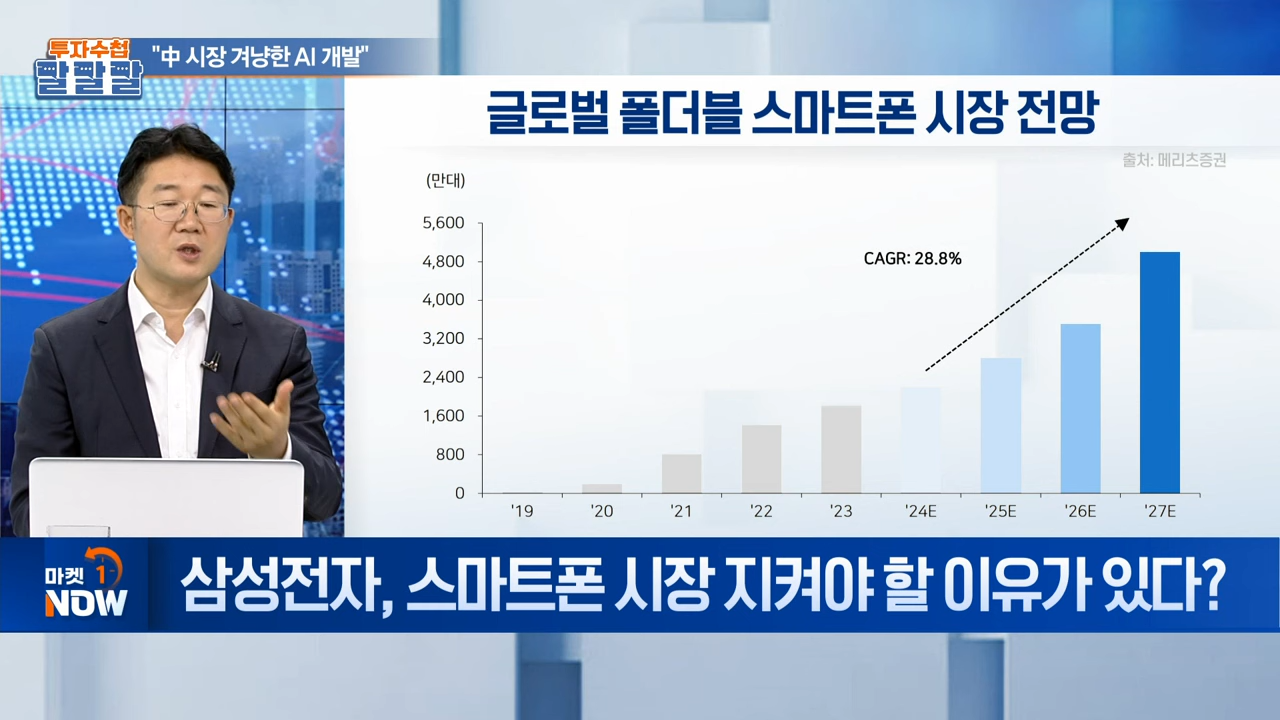 투자수첩
팔팔팔
"中 시장 겨냥한 AI 개발"
글로벌 폴더블 스마트폰 시장 전망
출처: 메리츠증권
(만대)
5,600
4,800
4,000
3,200
2,400
1,600
800
0
CAGR: 28.8%
'19 '20 '21 '22 '23 '24E '25E '26E '27E
마켓 1
NOW
삼성전자, 스마트폰 시장 지켜야 할 이유가 있다?